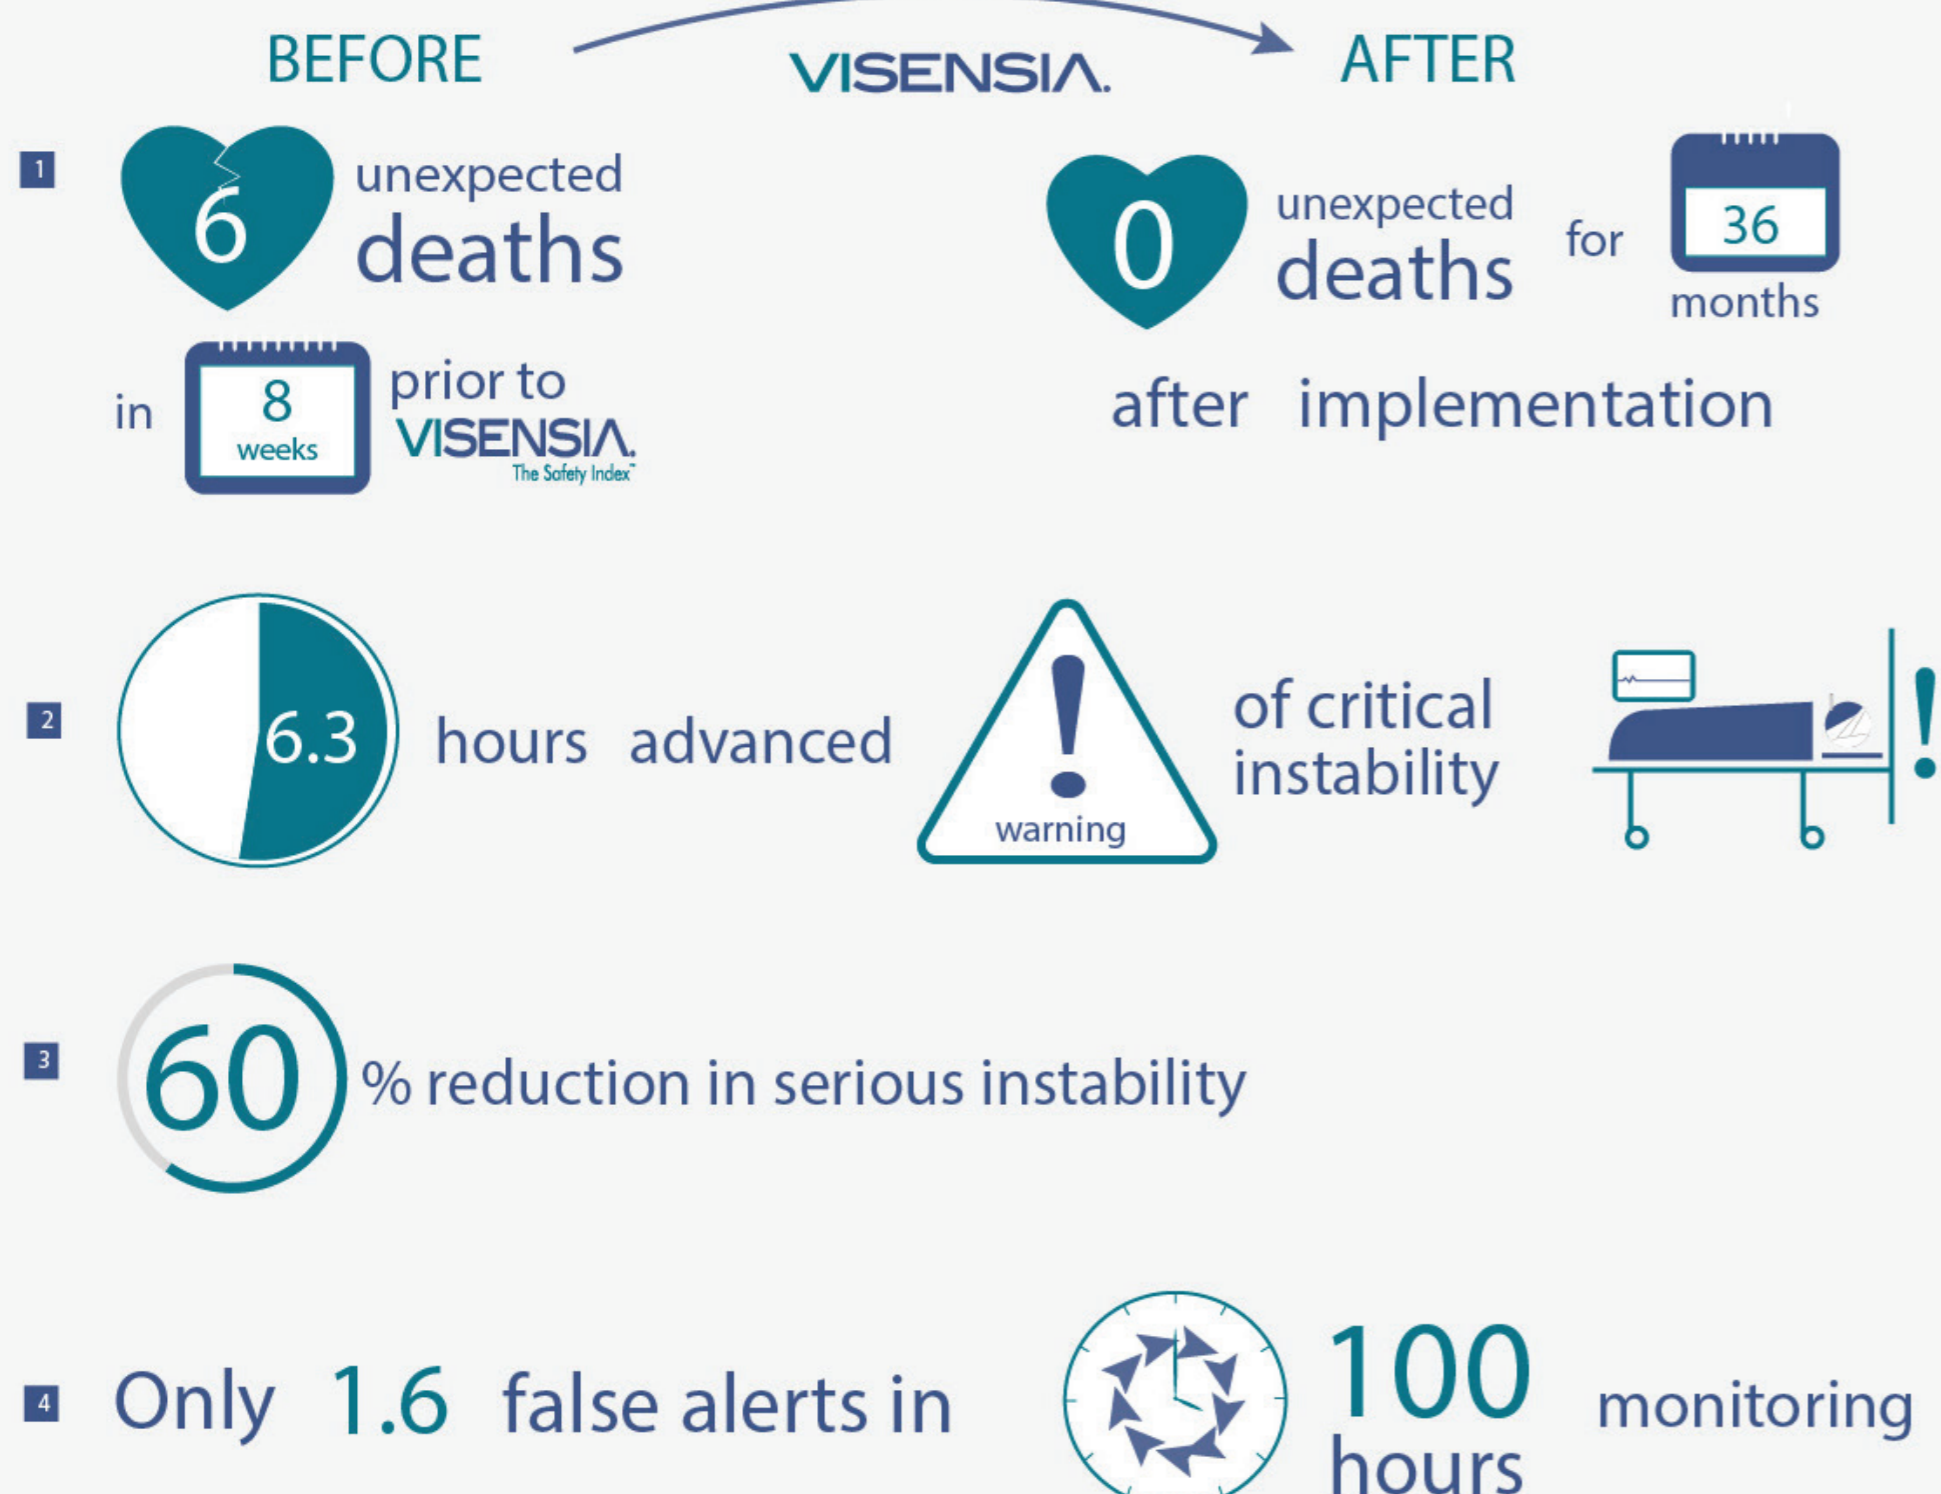 BEFORE
VISENSIA.
AFTER
1
6
unexpected
deaths
in
8
weeks
prior to
VISENSIA.
The Safety Index™
0
unexpected
deaths
for
36
months
after implementation
2
6.3
hours advanced
warning
of critical
instability
3
60
% reduction in serious instability
4
Only 1.6 false alerts in
100
hours
monitoring